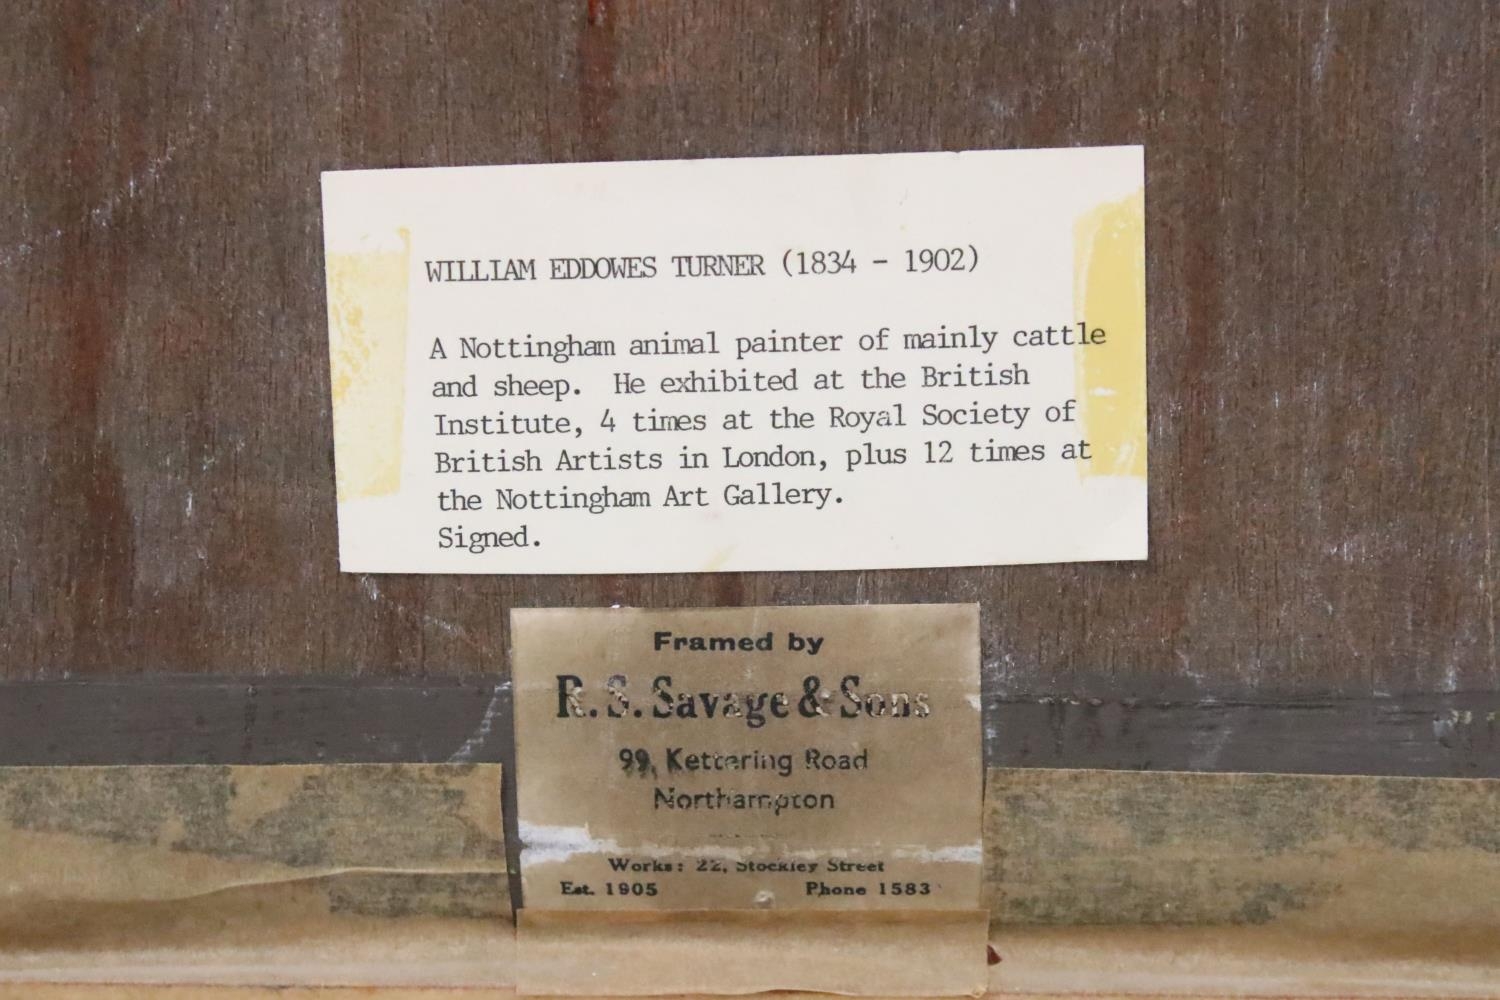 WILLIAM EDDOWES TURNER (1834 - 1902)
A Nottingham animal painter of mainly cattle
and sheep. He exhibited at the British
Institute, 4 times at the Royal Society of
British Artists in London, plus 12 times at
the Nottingham Art Gallery.
Signed.
Framed by
R. S. Savage & Sons
99, Kettering Road
Northampton
Works: 22, Stockley Street
Est. 1905 Phone 1583